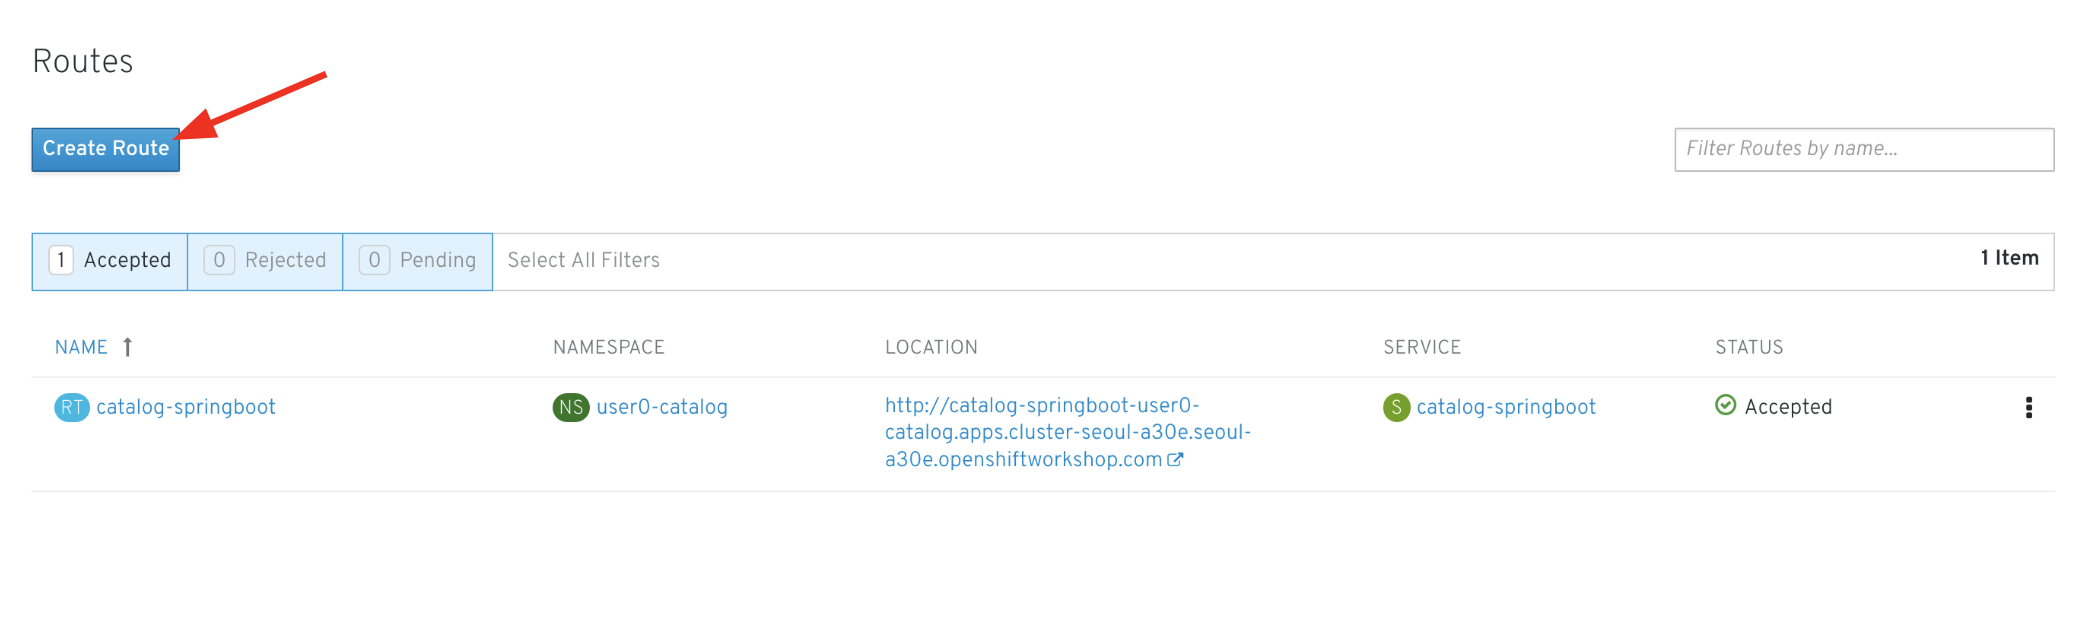 Routes
Create Route
Filter Routes by name...
1 Accepted 0 Rejected 0 Pending Select All Filters 1 Item
NAME NAMESPACE LOCATION SERVICE STATUS
RT catalog-springboot NS user0-catalog http://catalog-springboot-user0- S catalog-springboot Accepted
catalog.apps.cluster-seoul-a30e.seoul-
a30e.openshiftworkshop.com